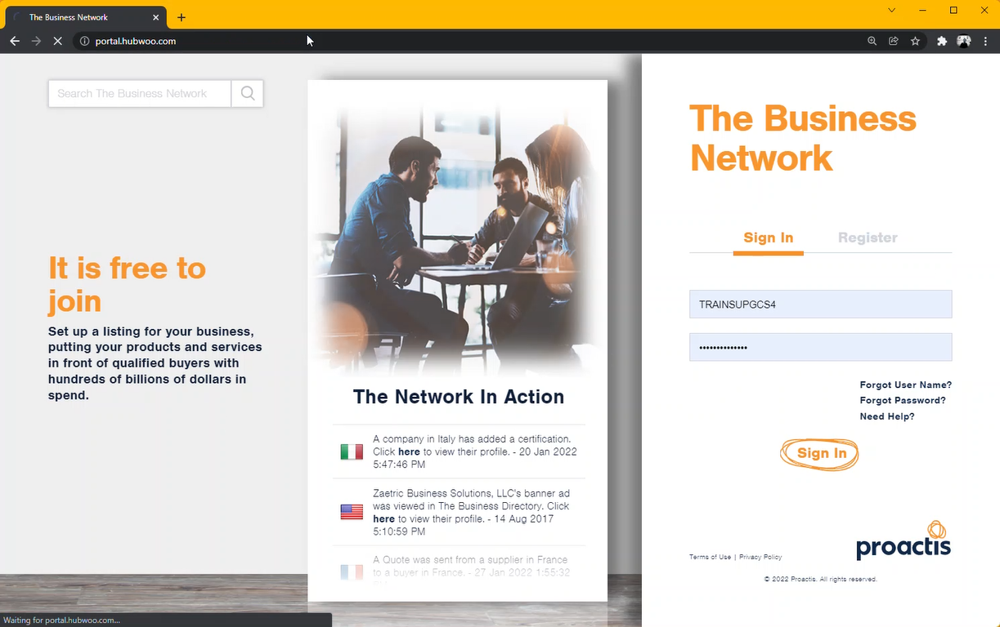 The Business Network
portal.hubwoo.com
Search The Business Network
It is free to
join
Set up a listing for your business,
putting your products and services
in front of qualified buyers with
hundreds of billions of dollars in
spend.
The Network In Action
A company in Italy has added a certification.
Click here to view their profile. - 20 Jan 2022
5:47:46 PM
Zaetric Business Solutions, LLC's banner ad
was viewed in The Business Directory. Click
here to view their profile. - 14 Aug 2017
5:10:59 PM
A Quote was sent from a supplier in France
to a buyer in France. - 27 Jan 2022 1:55:32
PM
The Business
Network
Sign In
Register
TRAINSUPGCS4
••••••••••••••
Forgot User Name?
Forgot Password?
Need Help?
Sign In
proactis
Terms of Use | Privacy Policy
© 2022 Proactis. All rights reserved.
Waiting for portal.hubwoo.com...